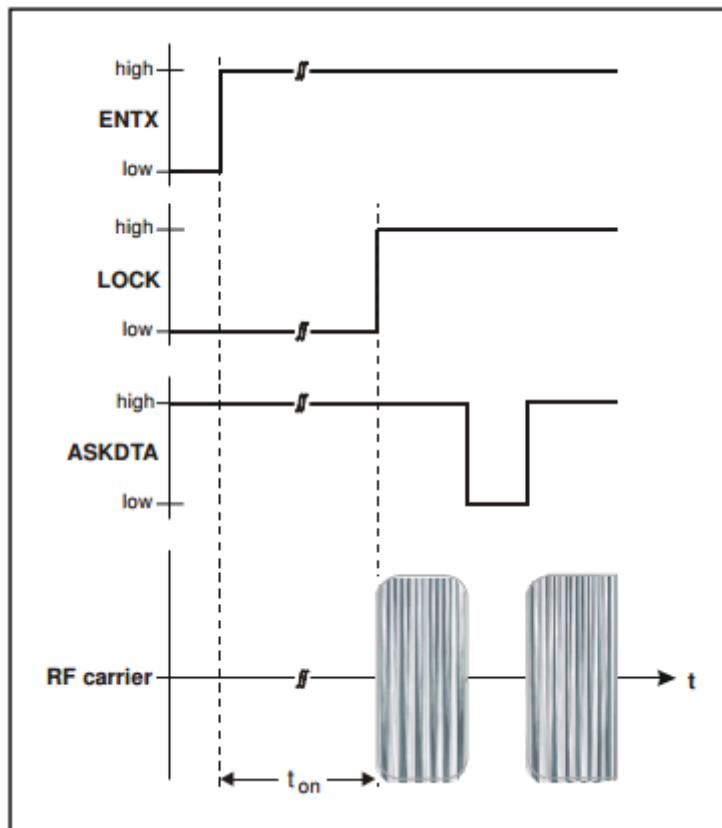 high
ENTX
low
high
LOCK
low
high
ASKDTA
low
RF carrier
t
t on